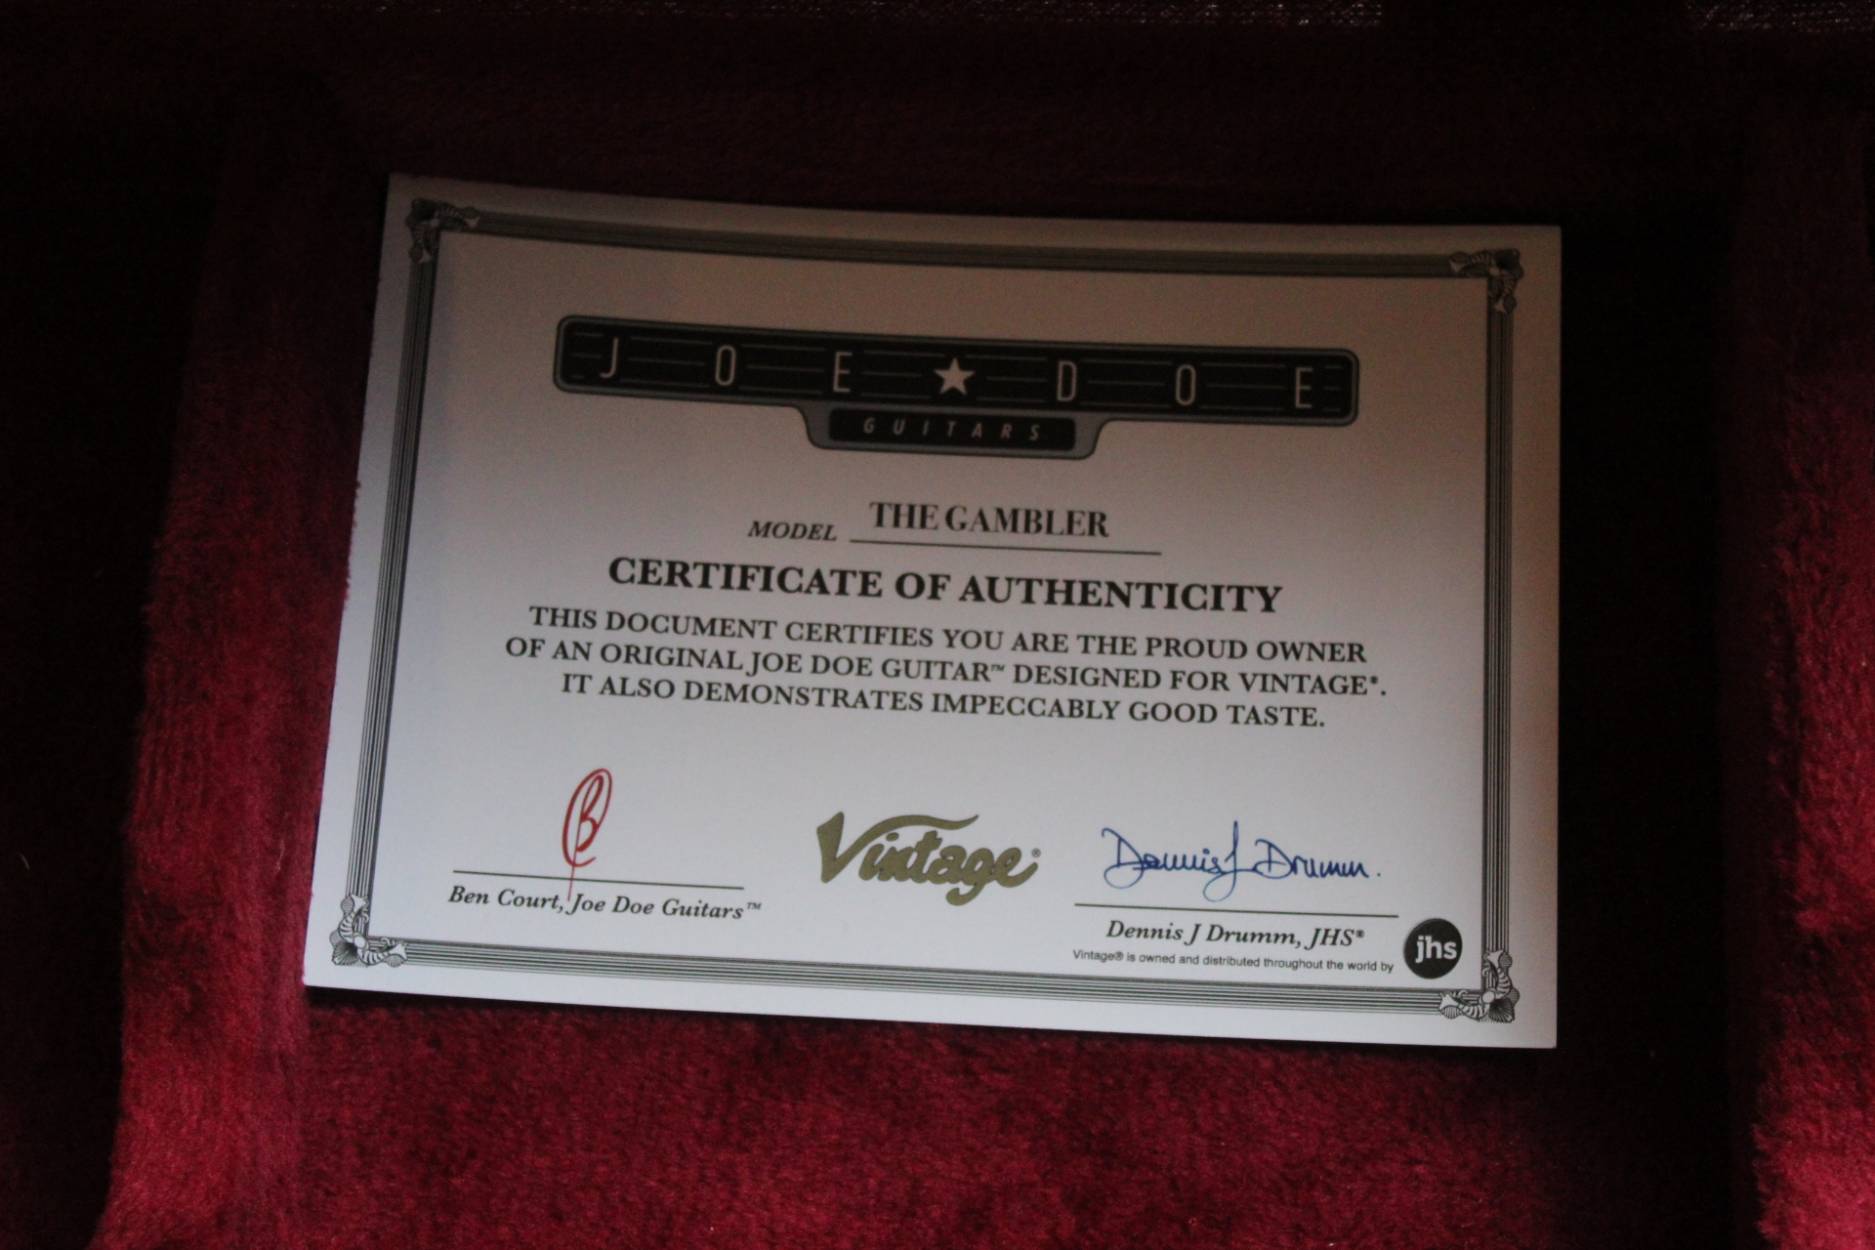 JOE★DOE
GUITARS
MODEL THE GAMBLER
CERTIFICATE OF AUTHENTICITY
THIS DOCUMENT CERTIFIES YOU ARE THE PROUD OWNER
OF AN ORIGINAL JOE DOE GUITAR™ DESIGNED FOR VINTAGE®.
IT ALSO DEMONSTRATES IMPECCABLY GOOD TASTE.
B
Vintage®
Dennis J Drumm.
Ben Court, Joe Doe Guitars™
Dennis J Drumm, JHS®
Vintage® is owned and distributed throughout the world by
jhs